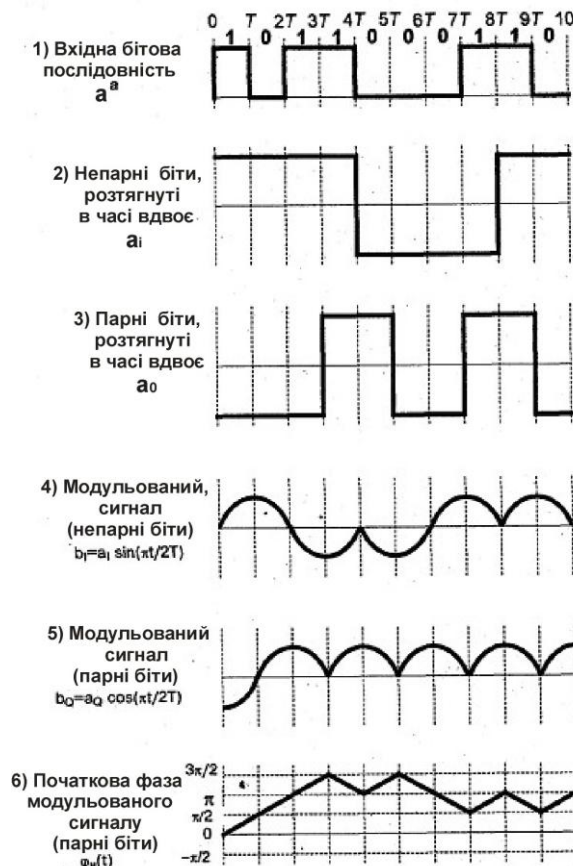 0 T 2T 3T 4T 5T 6T 7T 8T 9T 10
1 0 1 1 0 0 0 1 1 0
1) Вхідна бітова
послідовність
aᵃ
2) Непарні біти,
розтягнуті
в часі вдвоє
aᵢ
3) Парні біти,
розтягнуті
в часі вдвоє
a₀
4) Модульований,
сигнал
(непарні біти)
bI=aI sin(πt/2T)
5) Модульований
сигнал
(парні біти)
bQ=aQ cos(πt/2T)
6) Початкова фаза
модульованого
сигналу
(парні біти)
φн(t)
3π/2
π
π/2
0
−π/2